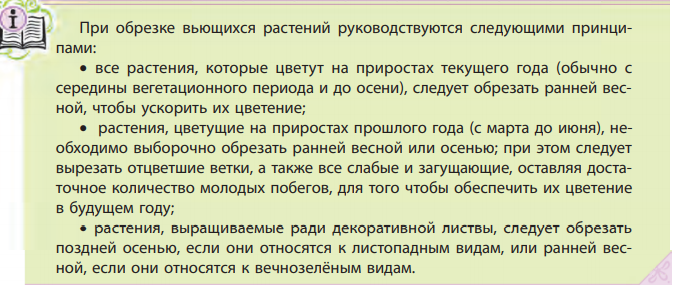 При обрезке вьющихся растений руководствуются следующими принци-
пами:
• все растения, которые цветут на приростах текущего года (обычно с
середины вегетационного периода и до осени), следует обрезать ранней вес-
ной, чтобы ускорить их цветение;
• растения, цветущие на приростах прошлого года (с марта до июня), не-
обходимо выборочно обрезать ранней весной или осенью; при этом следует
вырезать отцветшие ветки, а также все слабые и загущающие, оставляя доста-
точное количество молодых побегов, для того чтобы обеспечить их цветение
в будущем году;
• растения, выращиваемые ради декоративной листвы, следует обрезать
поздней осенью, если они относятся к листопадным видам, или ранней вес-
ной, если они относятся к вечнозелёным видам.